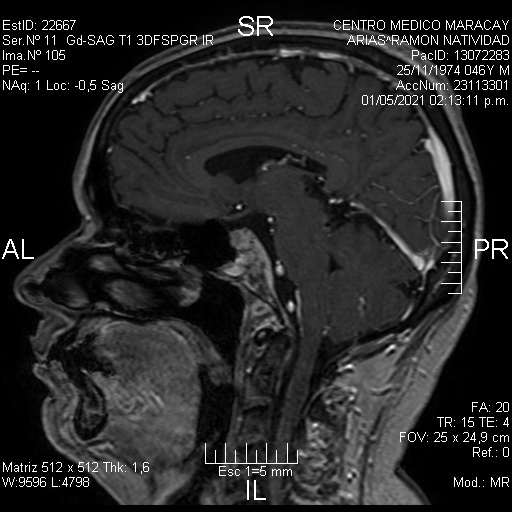 EstID: 22667
Ser.Nº 11  Gd-SAG T1 3DFSPGR IR
Ima.Nº 105
PE= --
NAq: 1 Loc: -0,5 Sag
SR
CENTRO MEDICO MARACAY
ARIAS^RAMON NATIVIDAD
PacID: 13072283
25/11/1974 046Y M
AccNum: 23113301
01/05/2021 02:13:11 p.m.
AL
PR
Matriz 512 x 512 Thk: 1,6
W:9596 L:4798
Esc 1=5 mm
IL
FA: 20
TR: 15 TE: 4
FOV: 25 x 24,9 cm
Ref.: 0
Mod.: MR